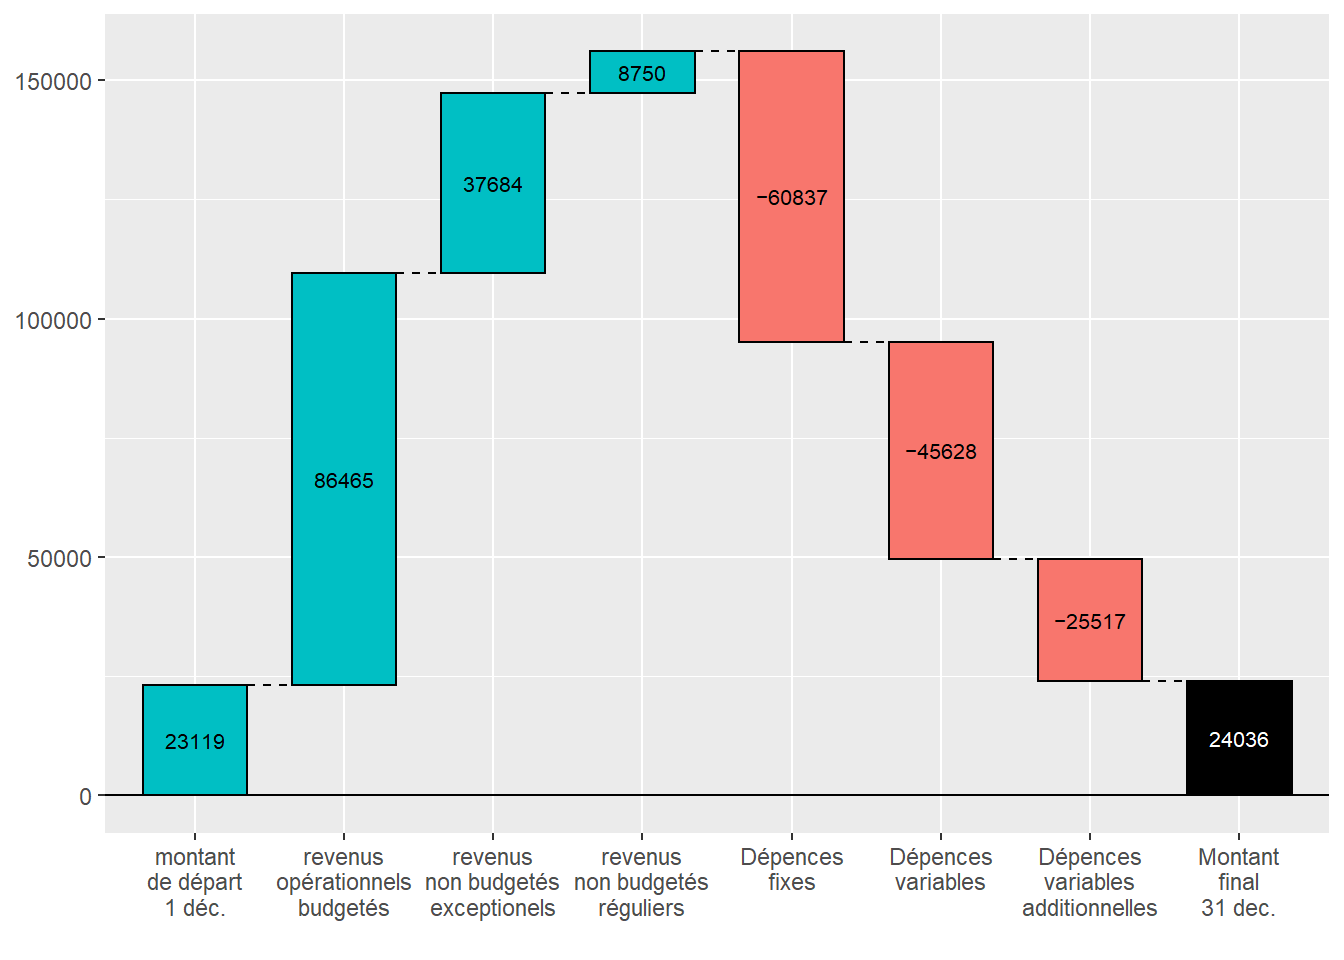 150000
100000
50000
0
23119
86465
37684
8750
−60837
−45628
−25517
24036
montant
de départ
1 déc.
revenus
opérationnels
budgetés
revenus
non budgetés
exceptionels
revenus
non budgetés
réguliers
Dépences
fixes
Dépences
variables
Dépences
variables
additionnelles
Montant
final
31 dec.